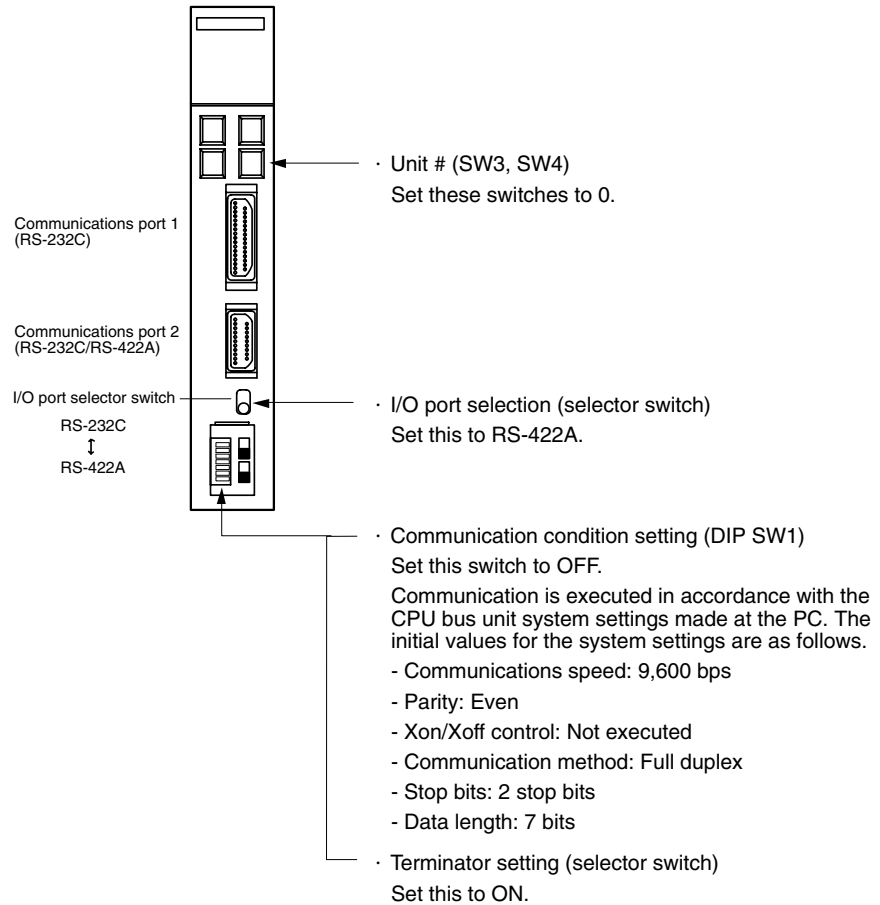 · Unit # (SW3, SW4)
Set these switches to 0.
Communications port 1
(RS-232C)
Communications port 2
(RS-232C/RS-422A)
I/O port selector switch
RS-232C
↕
RS-422A
· I/O port selection (selector switch)
Set this to RS-422A.
· Communication condition setting (DIP SW1)
Set this switch to OFF.
Communication is executed in accordance with the
CPU bus unit system settings made at the PC. The
initial values for the system settings are as follows.
- Communications speed: 9,600 bps
- Parity: Even
- Xon/Xoff control: Not executed
- Communication method: Full duplex
- Stop bits: 2 stop bits
- Data length: 7 bits
· Terminator setting (selector switch)
Set this to ON.